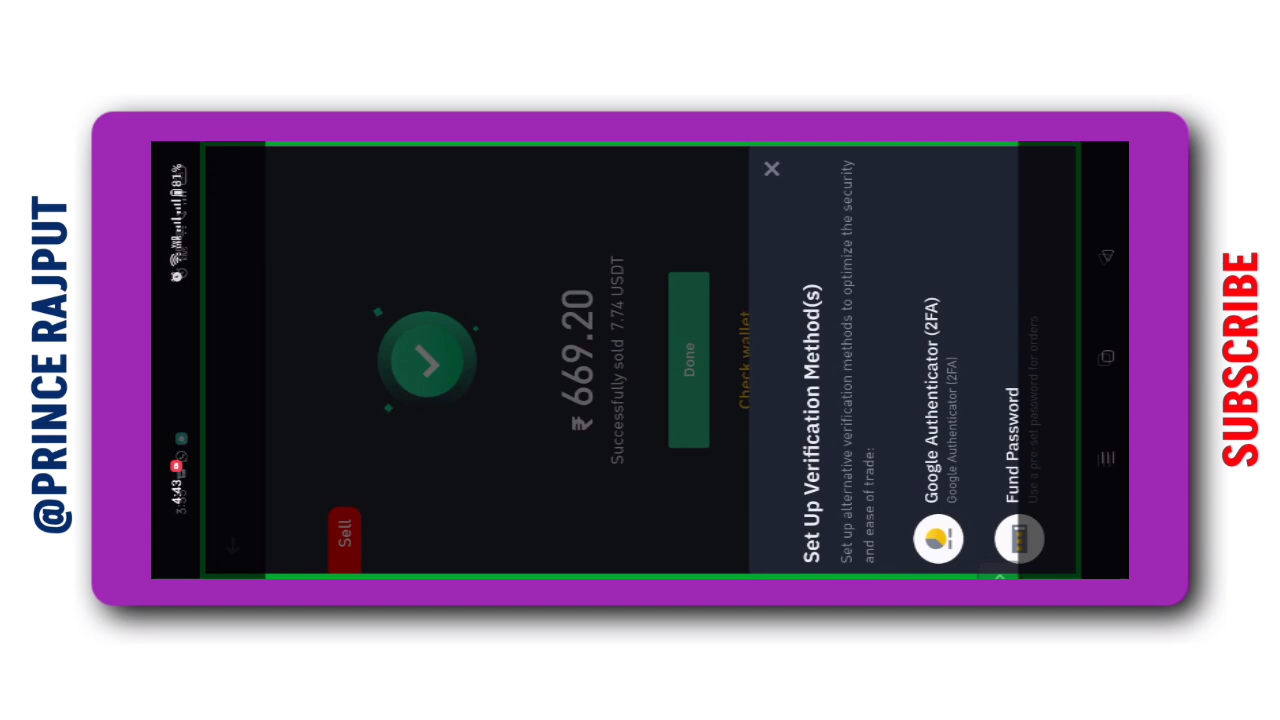 @PRINCE RAJPUT
4:43
81%
Sell
₹ 669.20
Successfully sold 7.74 USDT
Done
Check wallet
Set Up Verification Method(s)
Set up alternative verification methods to optimize the security
and ease of trade:
Google Authenticator (2FA)
Google Authenticator (2FA)
Fund Password
Use a pre-set password for orders
SUBSCRIBE